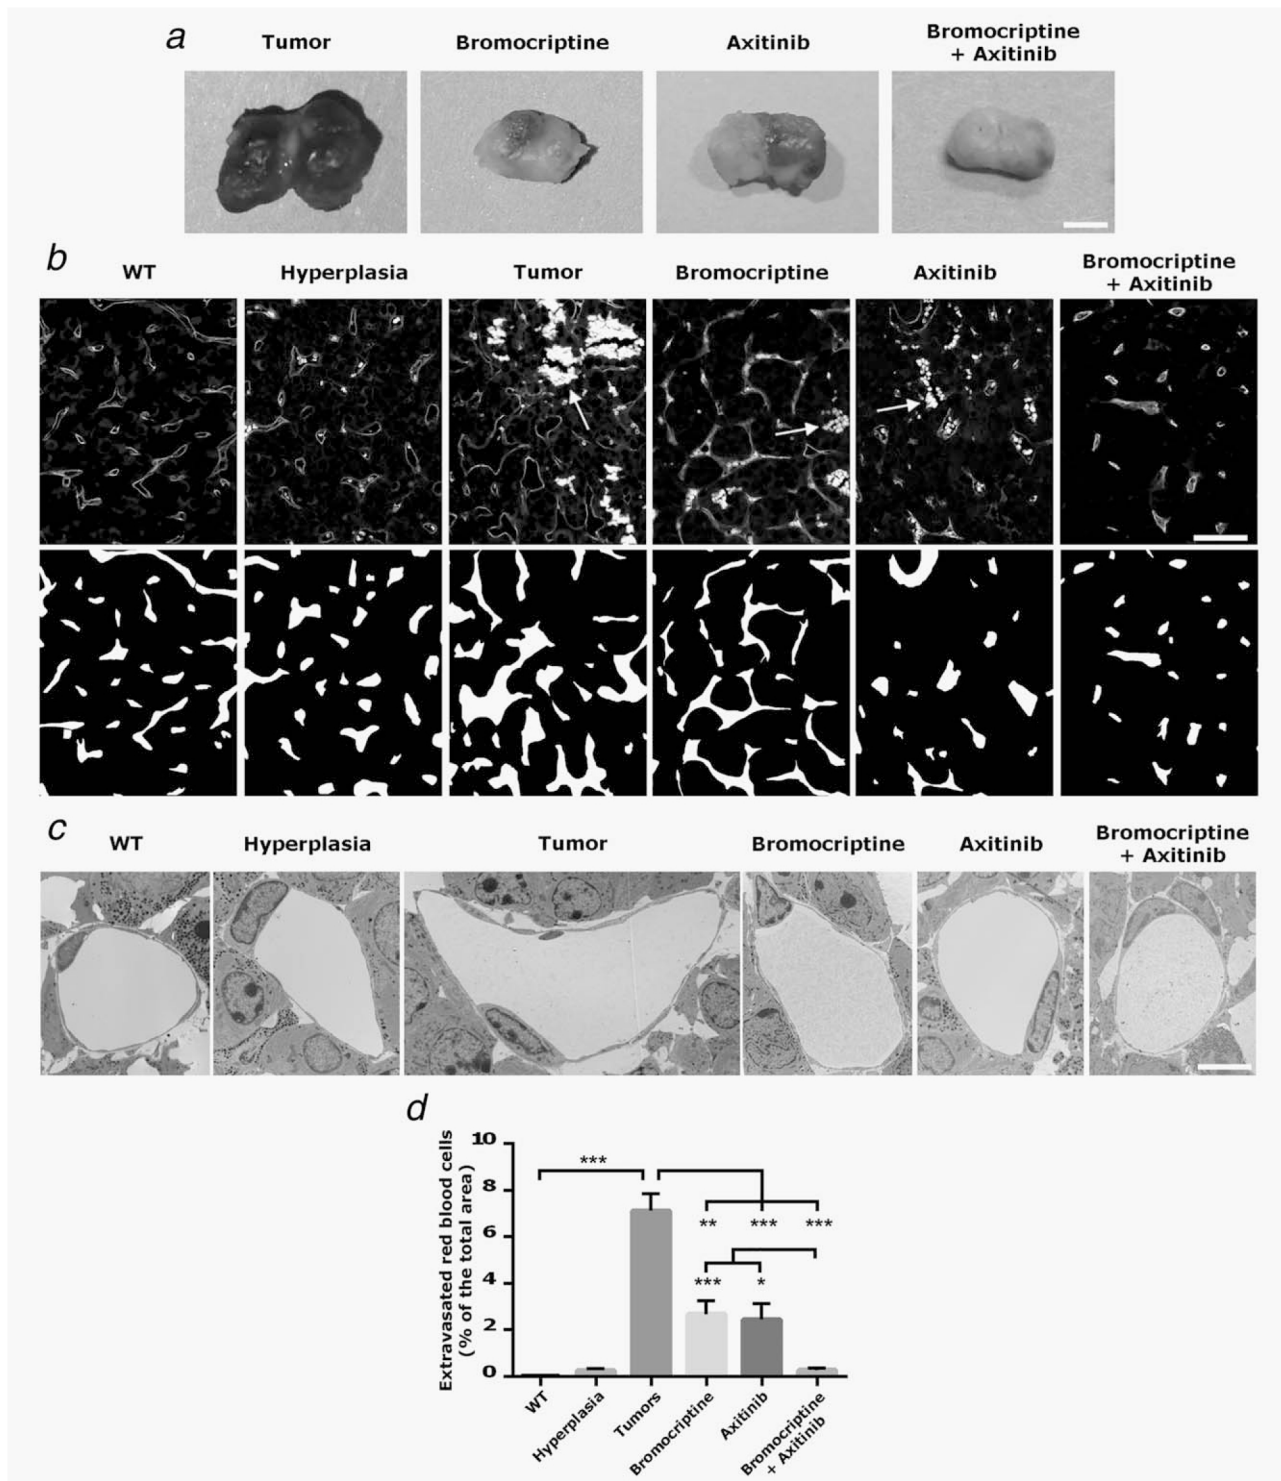 a
Tumor
Bromocriptine
Axitinib
Bromocriptine
+ Axitinib
b
WT
Hyperplasia
Tumor
Bromocriptine
Axitinib
Bromocriptine
+ Axitinib
c
WT
Hyperplasia
Tumor
Bromocriptine
Axitinib
Bromocriptine
+ Axitinib
d
Extravasated red blood cells
(% of the total area)
10
8
6
4
2
0
***
**
***
***
***
*
WT
Hyperplasia
Tumors
Bromocriptine
Axitinib
Bromocriptine
+ Axitinib